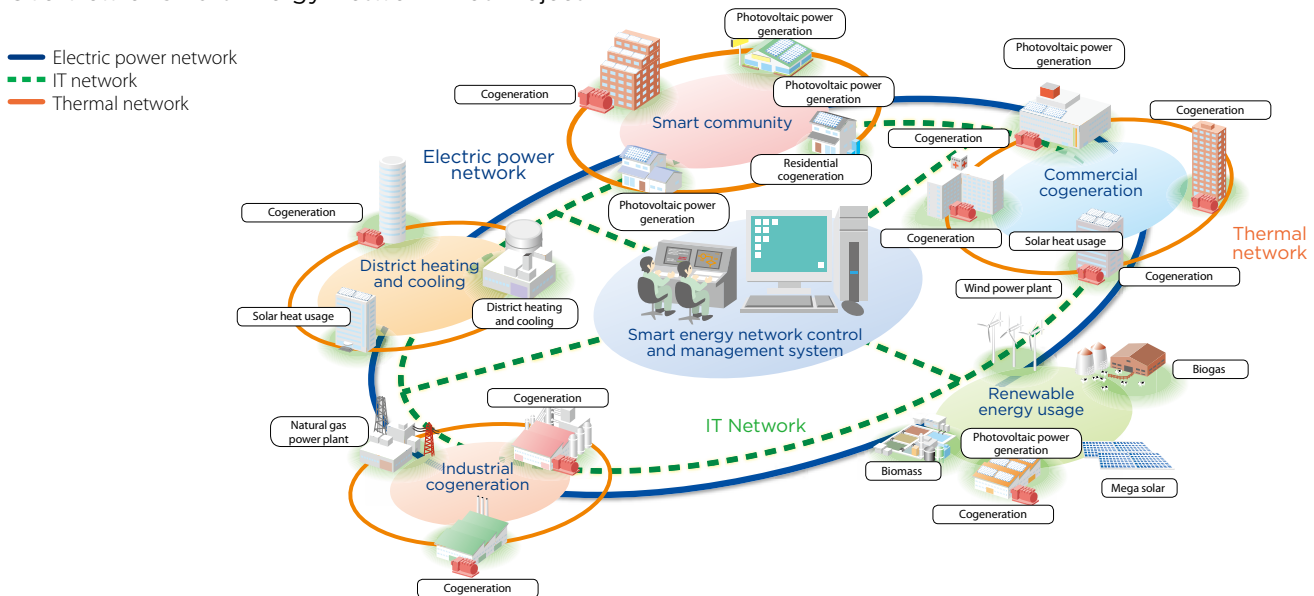 Electric power network
IT network
Thermal network
Photovoltaic power
generation
Photovoltaic power
generation
Cogeneration
Photovoltaic power
generation
Cogeneration
Smart community
Cogeneration
Electric power
network
Residential
cogeneration
Commercial
cogeneration
Photovoltaic power
generation
Cogeneration
Cogeneration
Solar heat usage
Thermal
network
District heating
and cooling
Cogeneration
Wind power plant
Solar heat usage
District heating
and cooling
Smart energy network control
and management system
Biogas
Renewable
energy usage
Cogeneration
Natural gas
power plant
IT Network
Photovoltaic power
generation
Industrial
cogeneration
Biomass
Mega solar
Cogeneration
Cogeneration